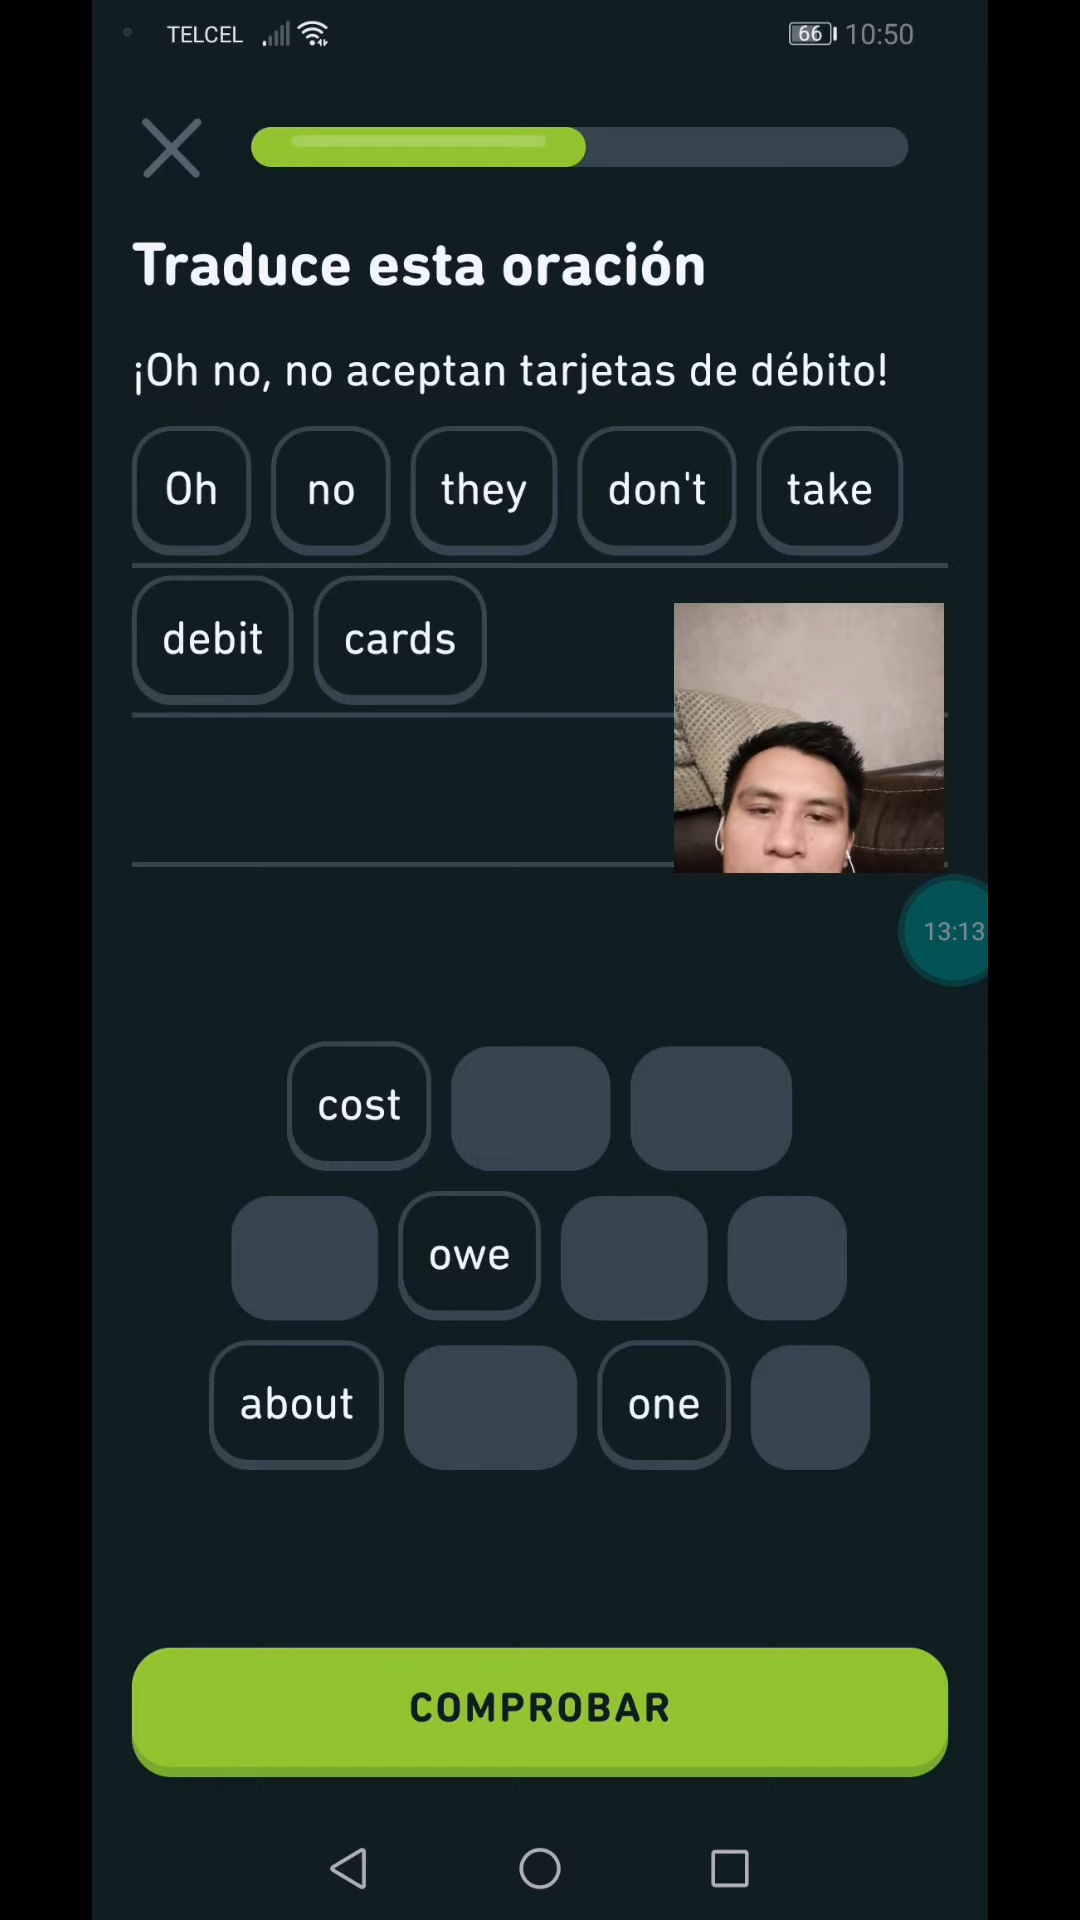 TELCEL 66 10:50
Traduce esta oración
¡Oh no, no aceptan tarjetas de débito!
Oh no they don't take
debit cards
13:13
cost
owe
about one
COMPROBAR